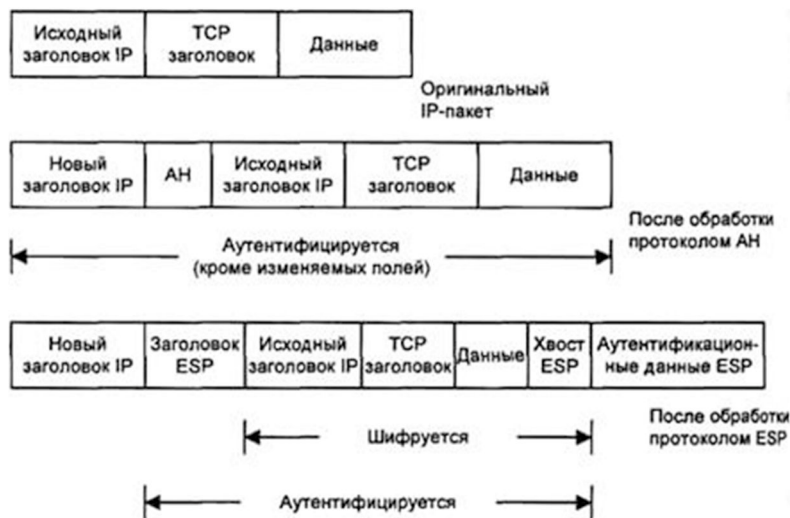 Исходный
заголовок IP
TCP
заголовок
Данные
Оригинальный
IP-пакет
Новый
заголовок IP
AH
Исходный
заголовок IP
TCP
заголовок
Данные
После обработки
протоколом AH
Аутентифицируется
(кроме изменяемых полей)
Новый
заголовок IP
Заголовок
ESP
Исходный
заголовок IP
TCP
заголовок
Данные
Хвост
ESP
Аутентификацион-
ные данные ESP
После обработки
протоколом ESP
Шифруется
Аутентифицируется